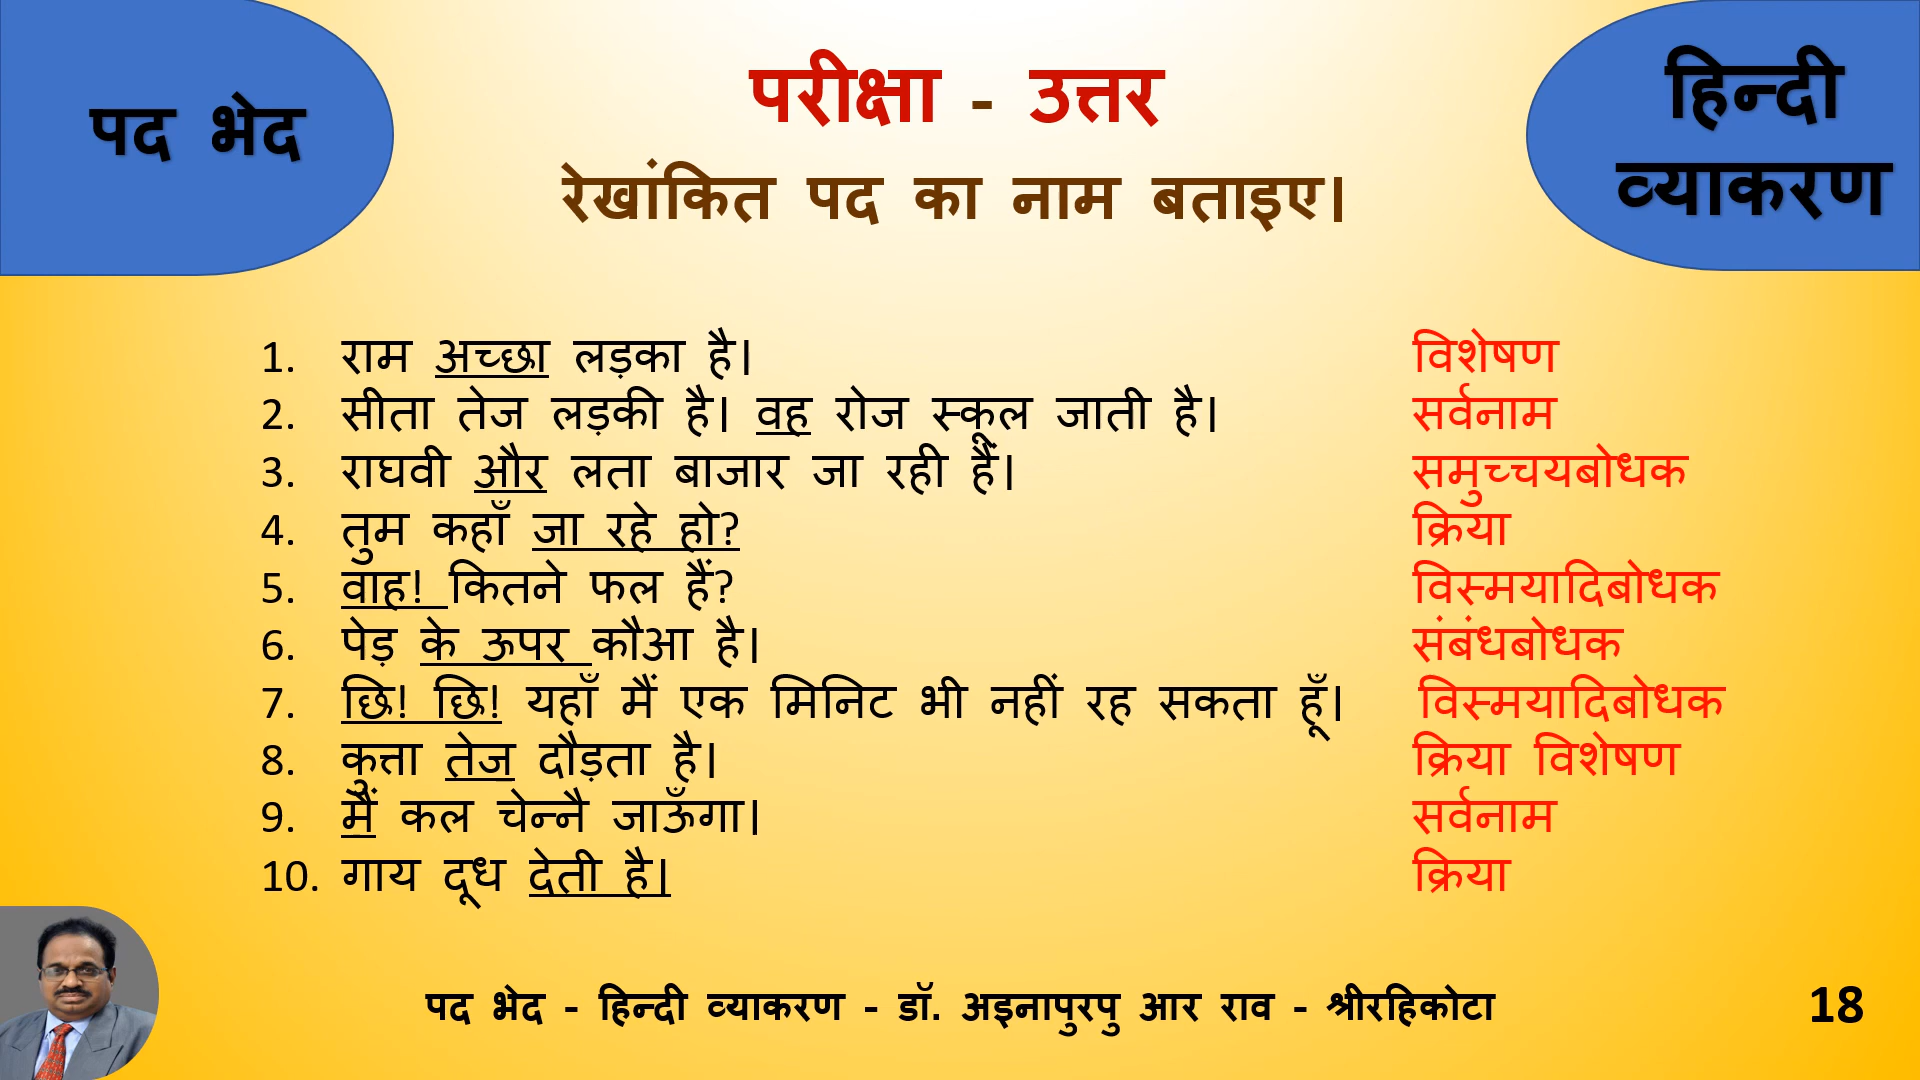 पद भेद
परीक्षा - उत्तर
हिन्दी
व्याकरण
रेखांकित पद का नाम बताइए।
1. राम अच्छा लड़का है। विशेषण
2. सीता तेज लड़की है। वह रोज स्कूल जाती है। सर्वनाम
3. राघवी और लता बाजार जा रही हैं। समुच्चयबोधक
4. तुम कहाँ जा रहे हो? क्रिया
5. वाह! कितने फल हैं? विस्मयादिबोधक
6. पेड़ के ऊपर कौआ है। संबंधबोधक
7. छि! छि! यहाँ मैं एक मिनिट भी नहीं रह सकता हूँ। विस्मयादिबोधक
8. कुत्ता तेज दौड़ता है। क्रिया विशेषण
9. मैं कल चेन्नै जाऊँगा। सर्वनाम
10. गाय दूध देती है। क्रिया
पद भेद - हिन्दी व्याकरण - डॉ. अइनापुरपु आर राव - श्रीरहिकोटा 18